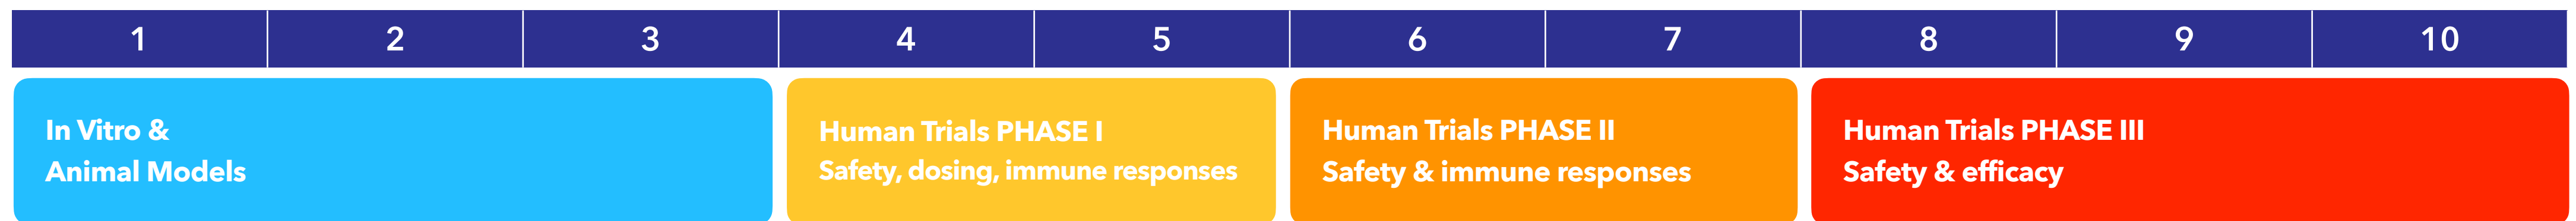 1 2 3 4 5 6 7 8 9 10
In Vitro &
Animal Models
Human Trials PHASE I
Safety, dosing, immune responses
Human Trials PHASE II
Safety & immune responses
Human Trials PHASE III
Safety & efficacy